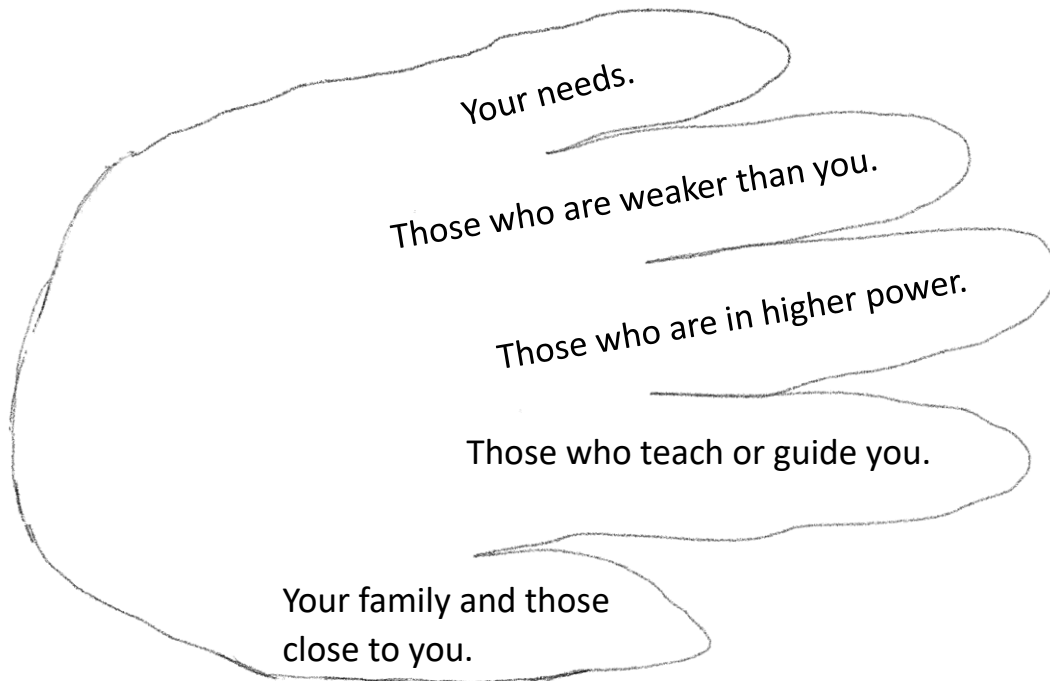 Your needs.
Those who are weaker than you.
Those who are in higher power.
Those who teach or guide you.
Your family and those
close to you.